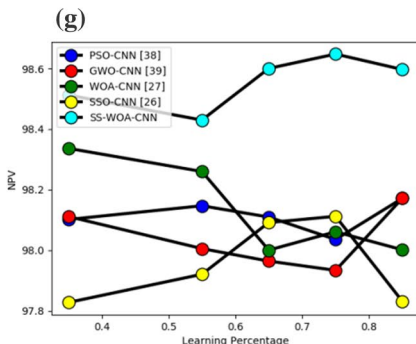 (g)
98.6
98.4
98.2
98.0
97.8
NPV
PSO-CNN [38]
GWO-CNN [39]
WOA-CNN [27]
SSO-CNN [26]
SS-WOA-CNN
0.4 0.5 0.6 0.7 0.8
Learning Percentage